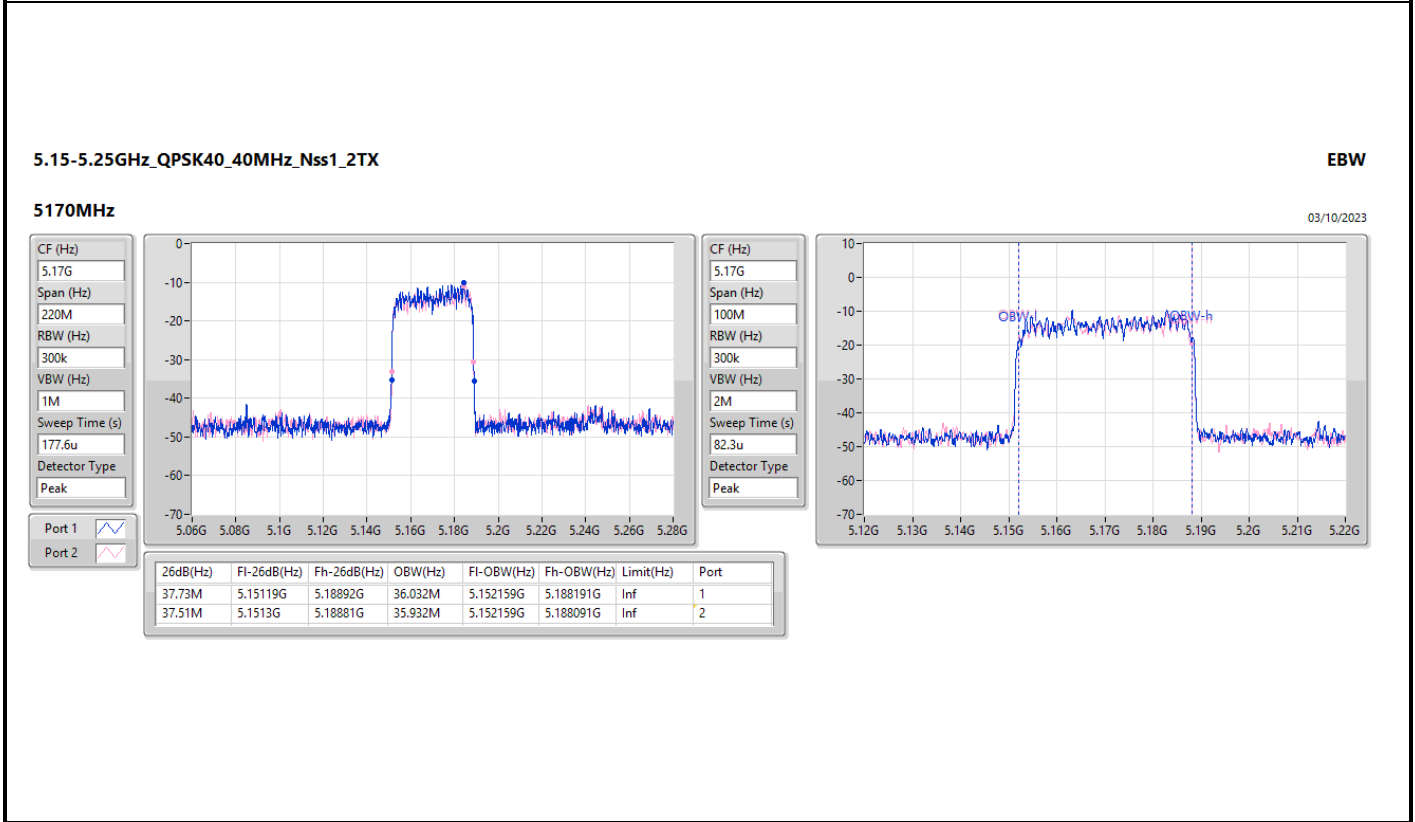 5.15-5.25GHz_QPSK40_40MHz_Nss1_2TX
EBW
5170MHz
03/10/2023
CF (Hz)
5.17G
Span (Hz)
220M
RBW (Hz)
300k
VBW (Hz)
1M
Sweep Time (s)
177.6u
Detector Type
Peak
Port 1
Port 2
0
-10
-20
-30
-40
-50
-60
-70
5.06G 5.08G 5.1G 5.12G 5.14G 5.16G 5.18G 5.2G 5.22G 5.24G 5.26G 5.28G
CF (Hz)
5.17G
Span (Hz)
100M
RBW (Hz)
300k
VBW (Hz)
2M
Sweep Time (s)
82.3u
Detector Type
Peak
10
0
-10
-20
-30
-40
-50
-60
-70
OBW-l OBW-h
5.12G 5.13G 5.14G 5.15G 5.16G 5.17G 5.18G 5.19G 5.2G 5.21G 5.22G
26dB(Hz) Fl-26dB(Hz) Fh-26dB(Hz) OBW(Hz) Fl-OBW(Hz) Fh-OBW(Hz) Limit(Hz) Port
37.73M 5.15119G 5.18892G 36.032M 5.152159G 5.188191G Inf 1
37.51M 5.1513G 5.18881G 35.932M 5.152159G 5.188091G Inf 2